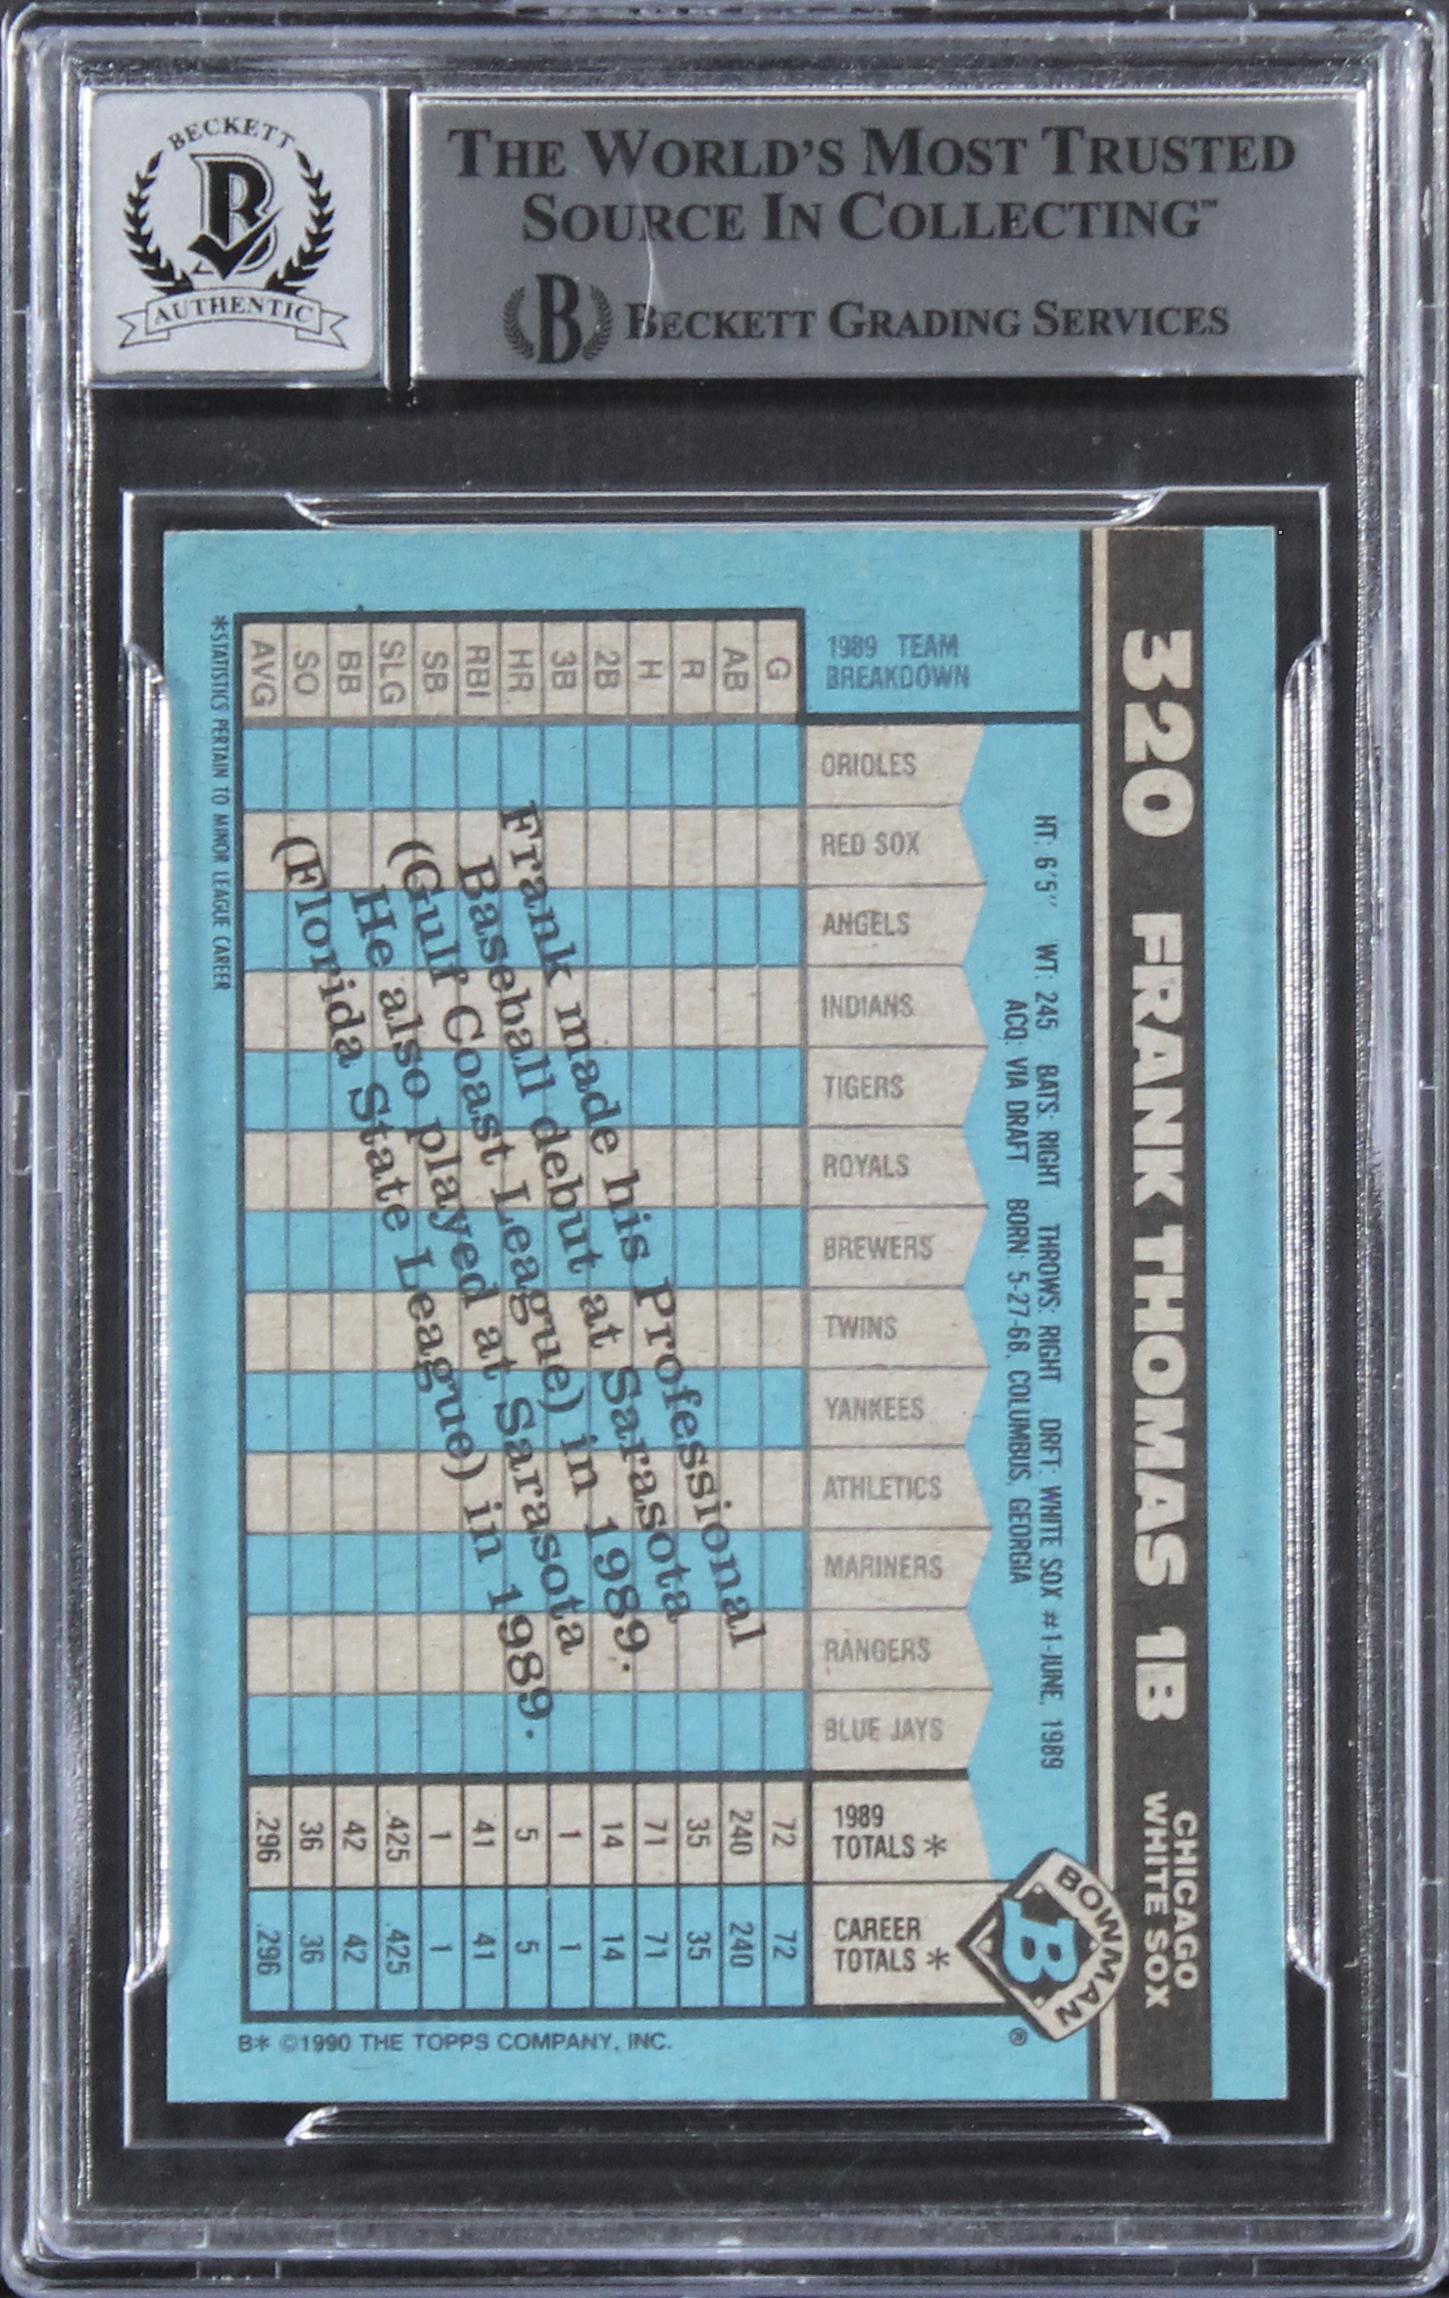 BECKETT
B
AUTHENTIC
THE WORLD'S MOST TRUSTED
SOURCE IN COLLECTING™
B BECKETT GRADING SERVICES
320 FRANK THOMAS 1B
CHICAGO
WHITE SOX
HT: 6'5" WT: 245 BATS: RIGHT THROWS: RIGHT DRFT: WHITE SOX #1-JUNE, 1989
ACQ: VIA DRAFT BORN: 5-27-68, COLUMBUS, GEORGIA
BOWMAN
B
®
1989 TEAM
BREAKDOWN
ORIOLES
RED SOX
ANGELS
INDIANS
TIGERS
ROYALS
BREWERS
TWINS
YANKEES
ATHLETICS
MARINERS
RANGERS
BLUE JAYS
1989
TOTALS *
CAREER
TOTALS *
G 72 72
AB 240 240
R 35 35
H 71 71
2B 14 14
3B 1 1
HR 5 5
RBI 41 41
SB 1 1
SLG .425 .425
BB 42 42
SO 36 36
AVG .296 .296
Frank made his Professional
Baseball debut at Sarasota
(Gulf Coast League) in 1989.
He also played at Sarasota
(Florida State League) in 1989.
*STATISTICS PERTAIN TO MINOR LEAGUE CAREER
B* ©1990 THE TOPPS COMPANY, INC.